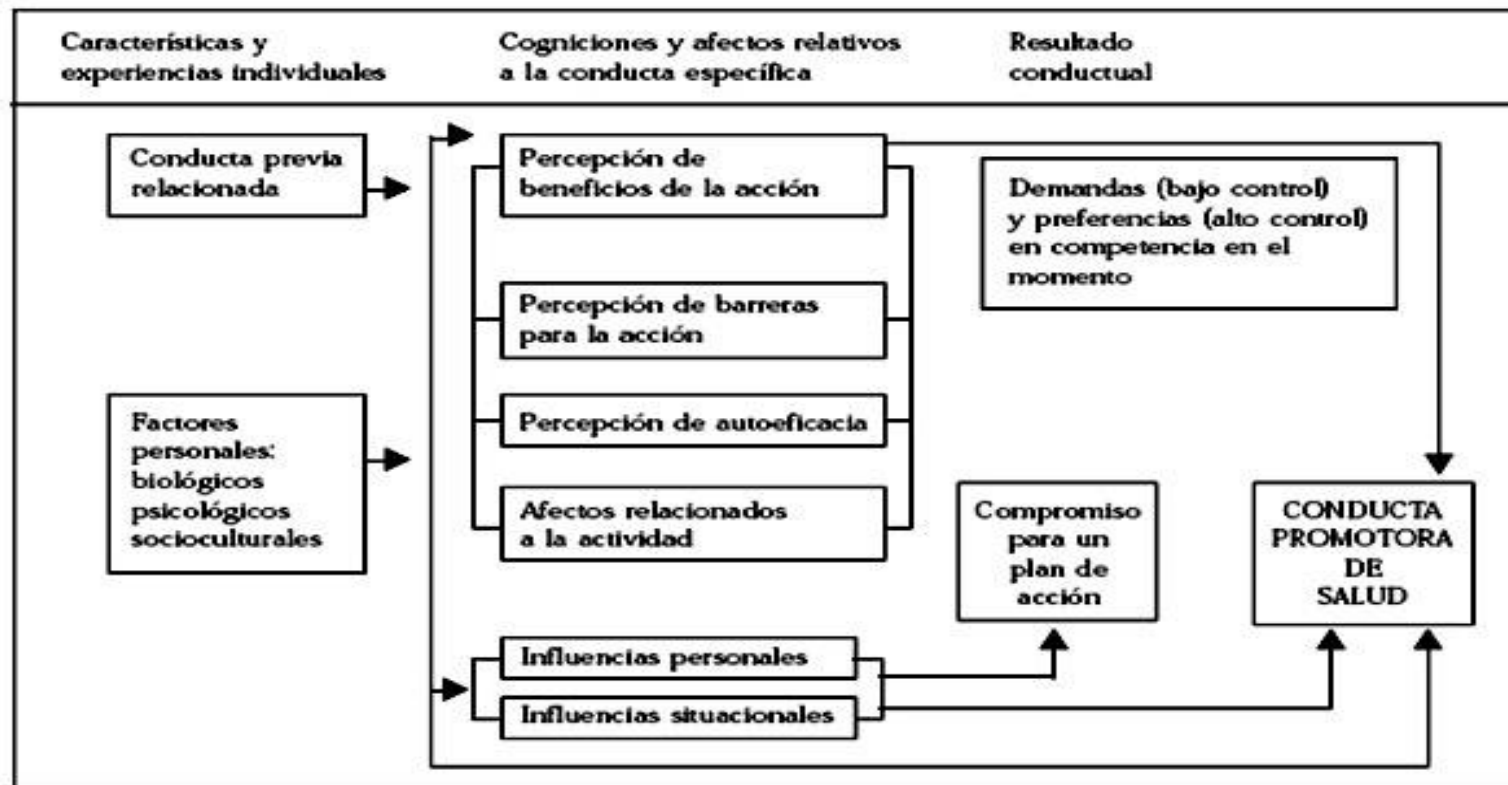 Características y
experiencias individuales
Cogniciones y afectos relativos
a la conducta específica
Resultado
conductual
Conducta previa
relacionada
Factores
personales:
biológicos
psicológicos
socioculturales
Percepción de
beneficios de la acción
Percepción de barreras
para la acción
Percepción de autoeficacia
Afectos relacionados
a la actividad
Influencias personales
Influencias situacionales
Demandas (bajo control)
y preferencias (alto control)
en competencia en el
momento
Compromiso
para un
plan de
acción
CONDUCTA
PROMOTORA
DE
SALUD